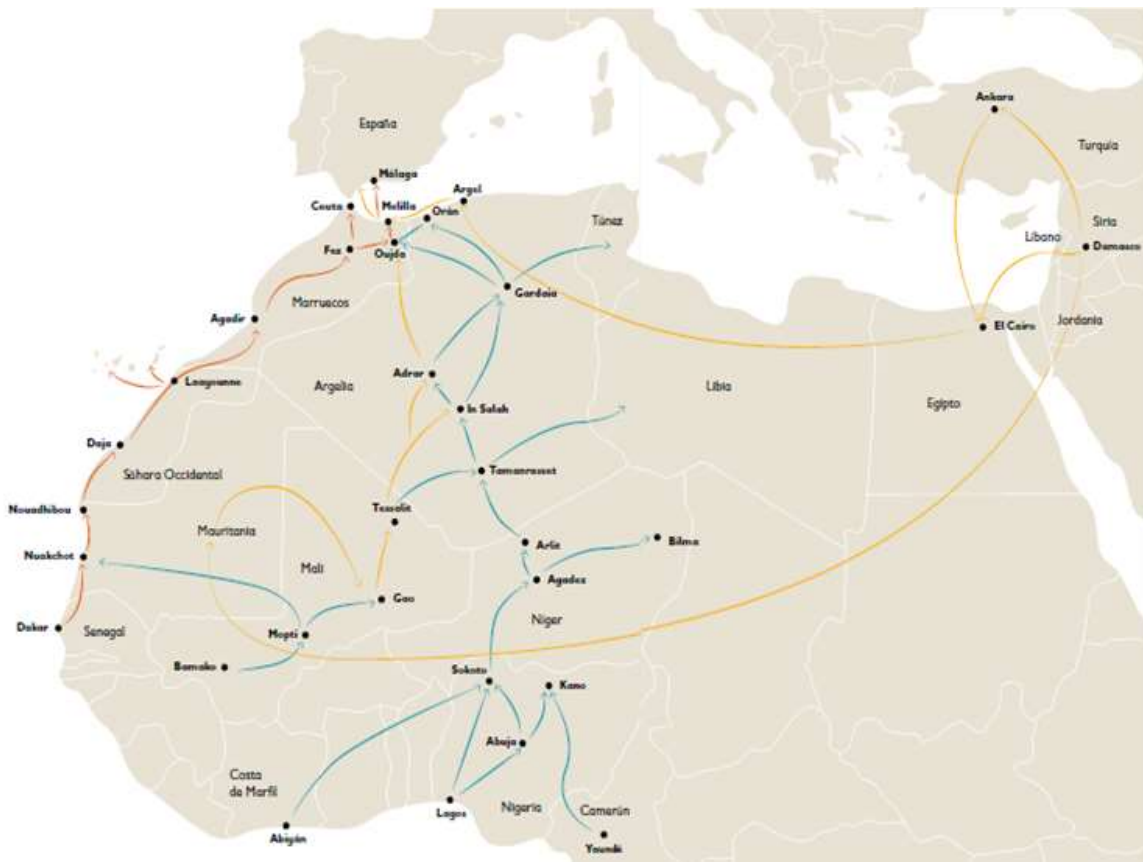 Ankara
España
Turquía
Málaga
Argel
Ceuta
Melilla
Orán
Túnez
Siria
Líbano
Fez
Oujda
Damasco
Gardaia
Marruecos
Agadir
Jordania
El Cairo
Laayounne
Argelia
Adrar
Libia
In Salah
Egipto
Daja
Sáhara Occidental
Tamanrasset
Nouadhibou
Tessalit
Mauritania
Nuakchot
Arlit
Bilma
Mali
Agadez
Gao
Níger
Dakar
Senegal
Mopti
Bamako
Sokoto
Kano
Abuja
Costa
de Marfil
Lagos
Nigeria
Camerún
Abiyán
Yaundé